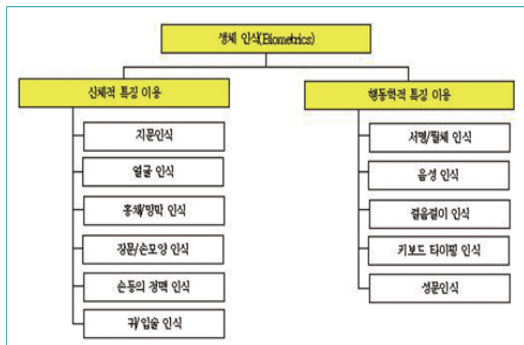 생체 인식(Biometrics)
신체적 특징 이용
지문인식
얼굴 인식
홍채/망막 인식
장문/손모양 인식
손등의 정맥 인식
귀/입술 인식
행동학적 특징 이용
서명/필체 인식
음성 인식
걸음걸이 인식
키보드 타이핑 인식
성문인식